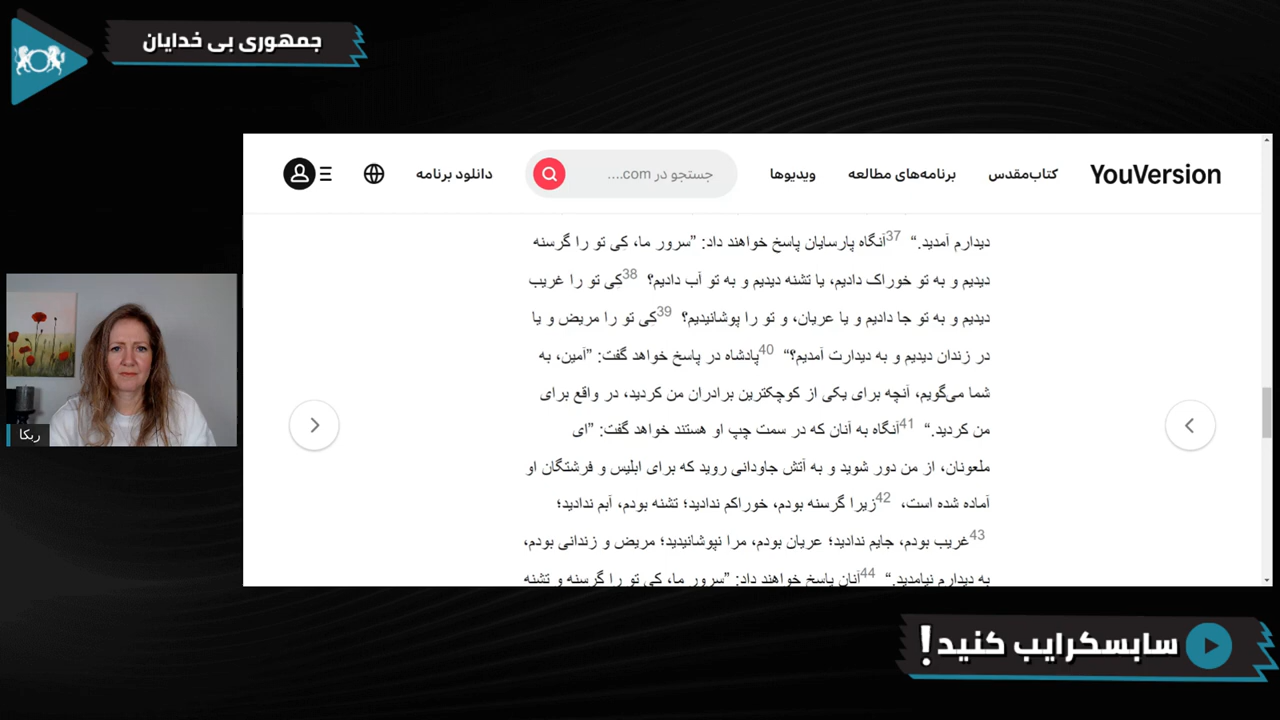 جمهوری بی خدایان
YouVersion
کتاب‌مقدس
برنامه‌های مطالعه
ویدیوها
جستجو در com....
دانلود برنامه
دیدارم آمدید.“ 37آنگاه پارسایان پاسخ خواهند داد: ”سرور ما، کی تو را گرسنه
دیدیم و به تو خوراک دادیم، یا تشنه دیدیم و به تو آب دادیم؟ 38کی تو را غریب
دیدیم و به تو جا دادیم و یا عریان، و تو را پوشانیدیم؟ 39کی تو را مریض و یا
در زندان دیدیم و به دیدارت آمدیم؟“ 40پادشاه در پاسخ خواهد گفت: ”آمین، به
شما می‌گویم، آنچه برای یکی از کوچکترین برادران من کردید، در واقع برای
من کردید.“ 41آنگاه به آنان که در سمت چپ او هستند خواهد گفت: ”ای
ملعونان، از من دور شوید و به آتش جاودانی روید که برای ابلیس و فرشتگان او
آماده شده است، 42زیرا گرسنه بودم، خوراکم ندادید؛ تشنه بودم، آبم ندادید؛
43غریب بودم، جایم ندادید؛ عریان بودم، مرا نپوشانیدید؛ مریض و زندانی بودم،
به دیدارم نیامدید.“ 44آنان پاسخ خواهند داد: ”سرور ما، کی تو را گرسنه و تشنه
ربکا
سابسکرایب کنید!